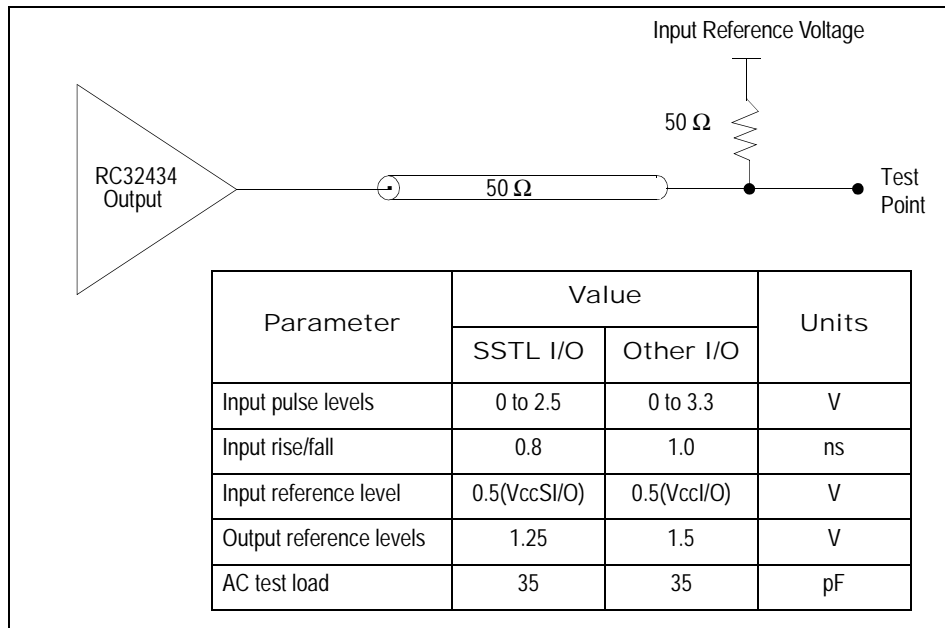 Input Reference Voltage
50 Ω
RC32434
Output
50 Ω
Test
Point
Parameter
Value
Units
SSTL I/O
Other I/O
Input pulse levels
0 to 2.5
0 to 3.3
V
Input rise/fall
0.8
1.0
ns
Input reference level
0.5(VccSI/O)
0.5(VccI/O)
V
Output reference levels
1.25
1.5
V
AC test load
35
35
pF